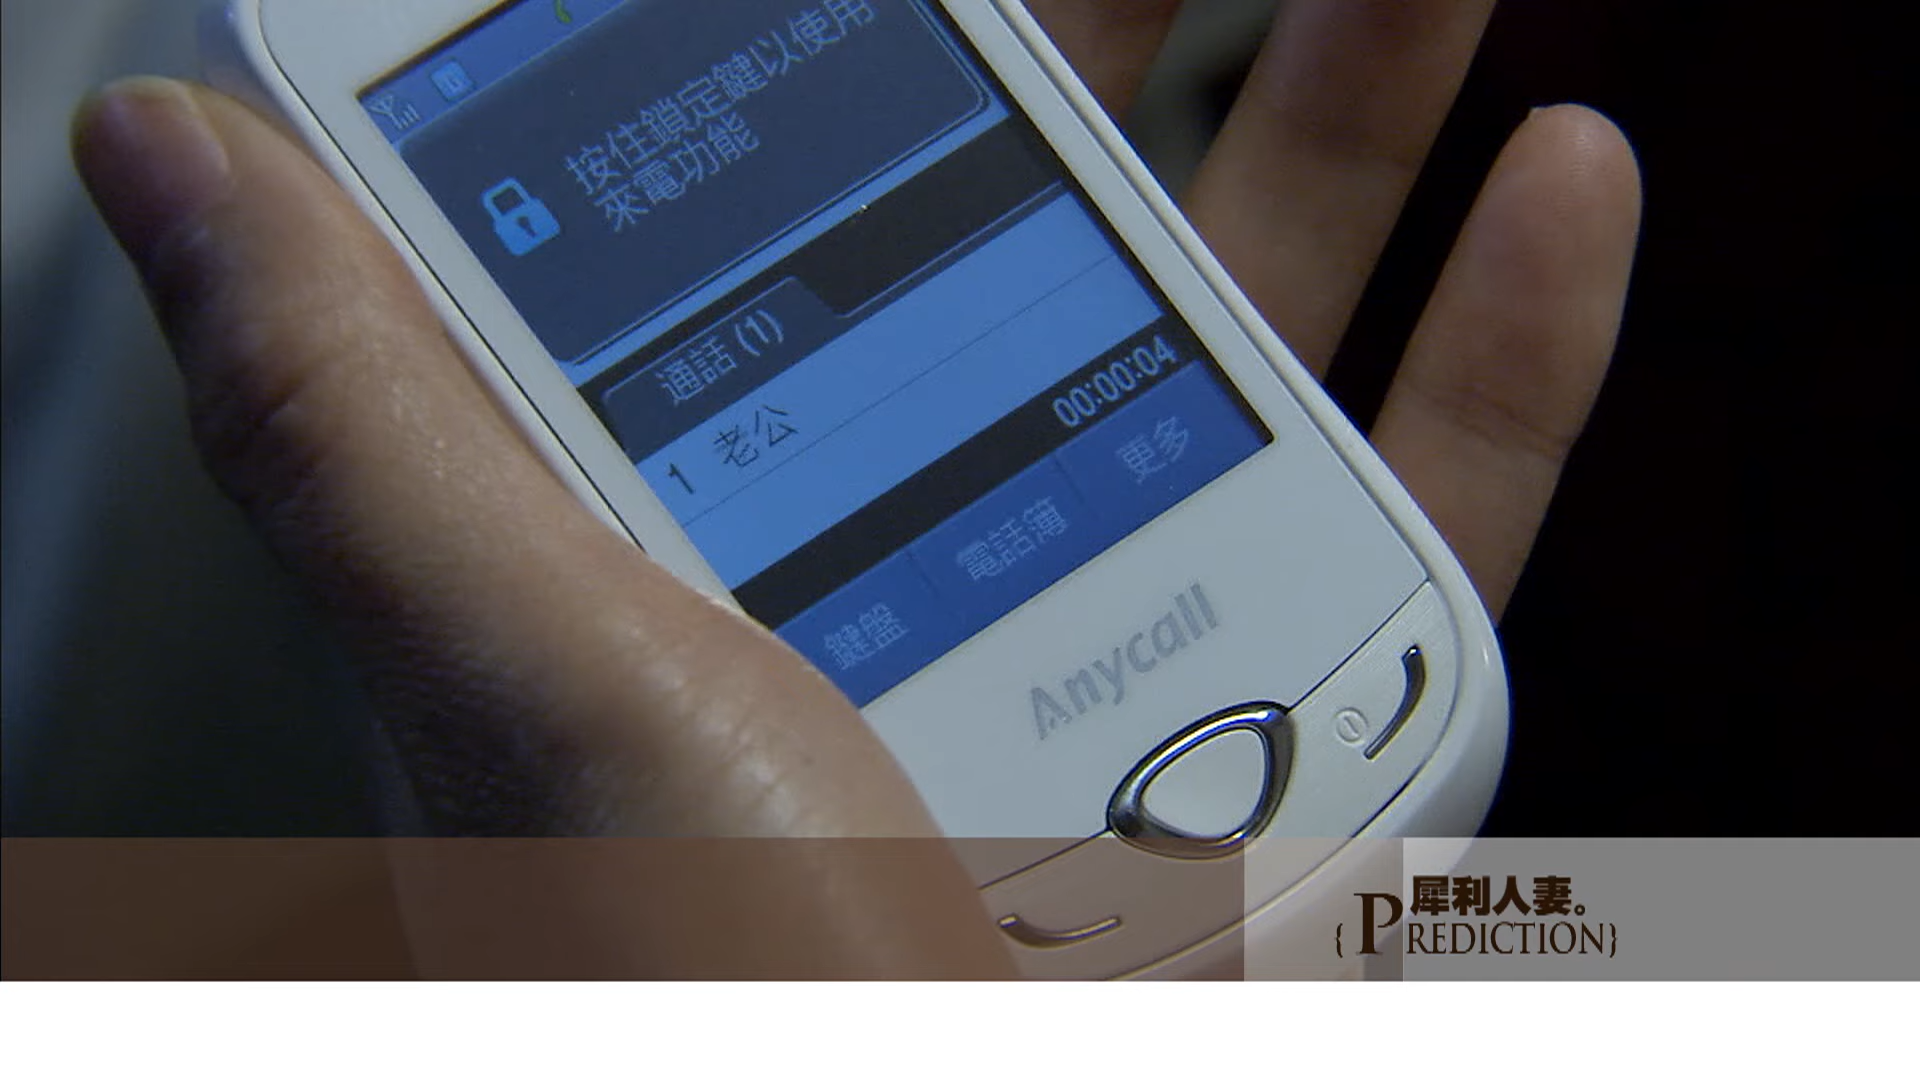 按住鎖定鍵以使用
來電功能
通話 (1)
1 老公
00:00:04
鍵盤 電話簿 更多
Anycall
犀利人妻。
{PREDICTION}